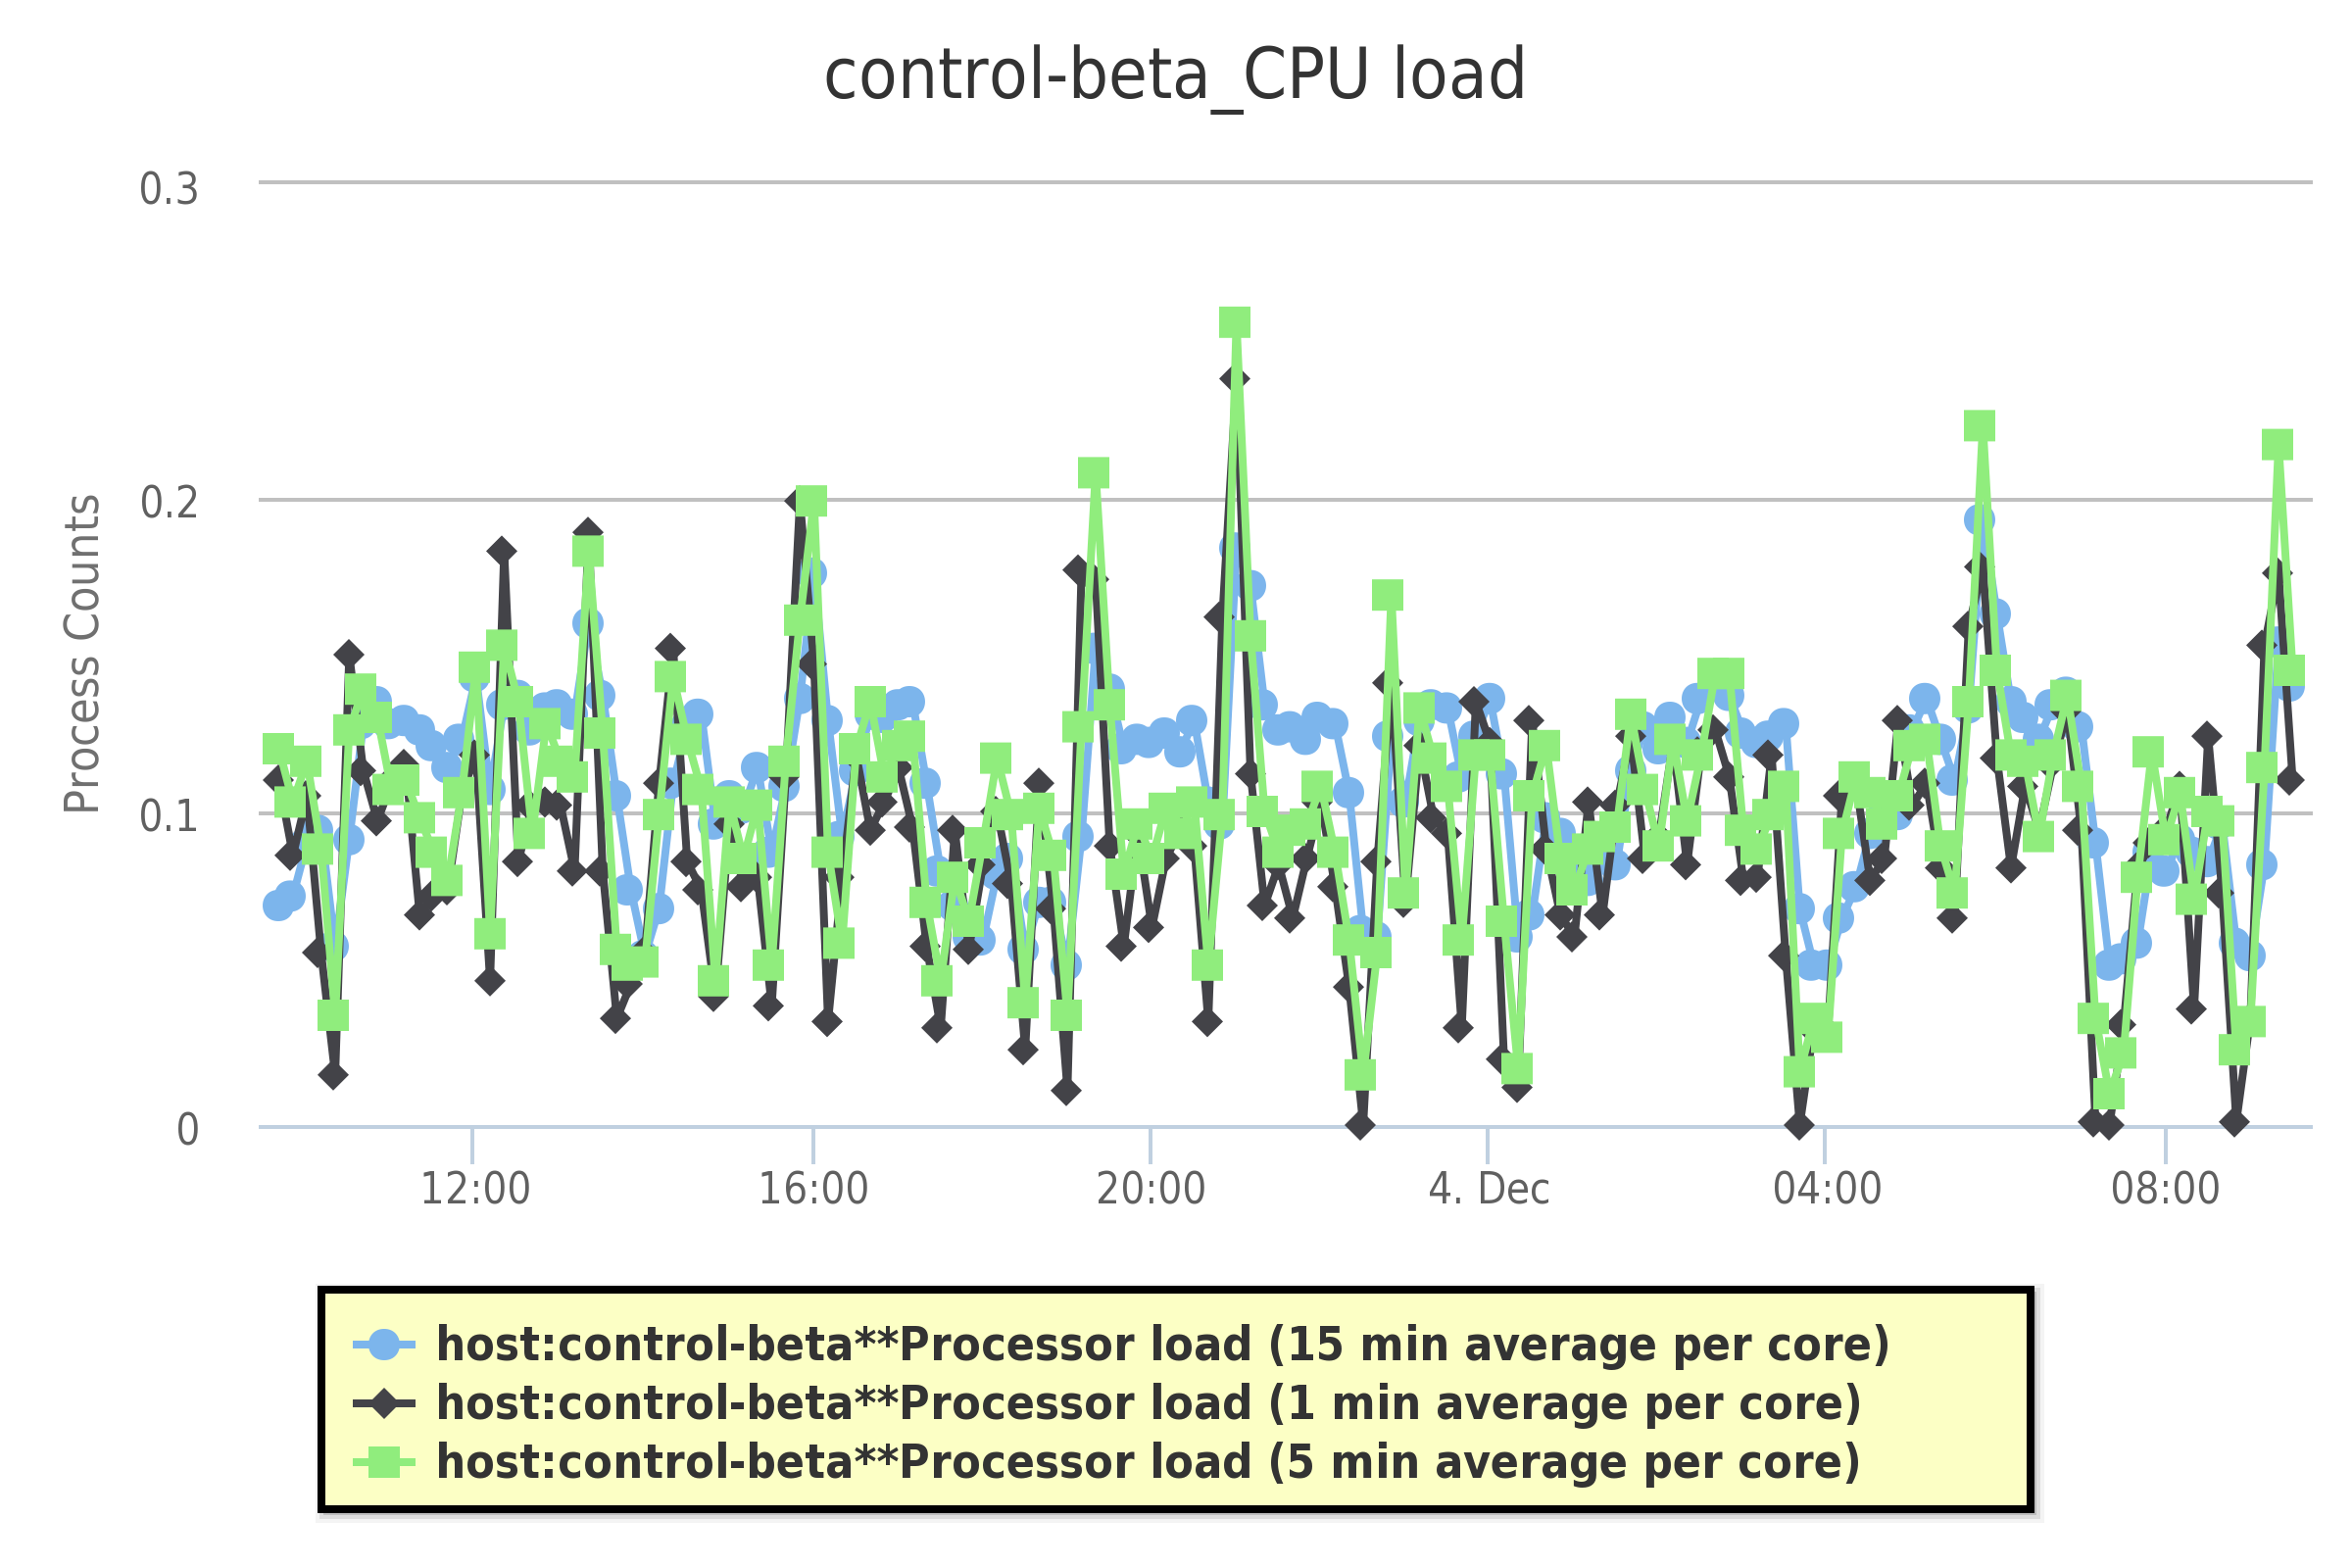 control-beta_CPU load
0.3
0.2
0.1
0
Process Counts
12:00 16:00 20:00 4. Dec 04:00 08:00
host:control-beta**Processor load (15 min average per core)
host:control-beta**Processor load (1 min average per core)
host:control-beta**Processor load (5 min average per core)